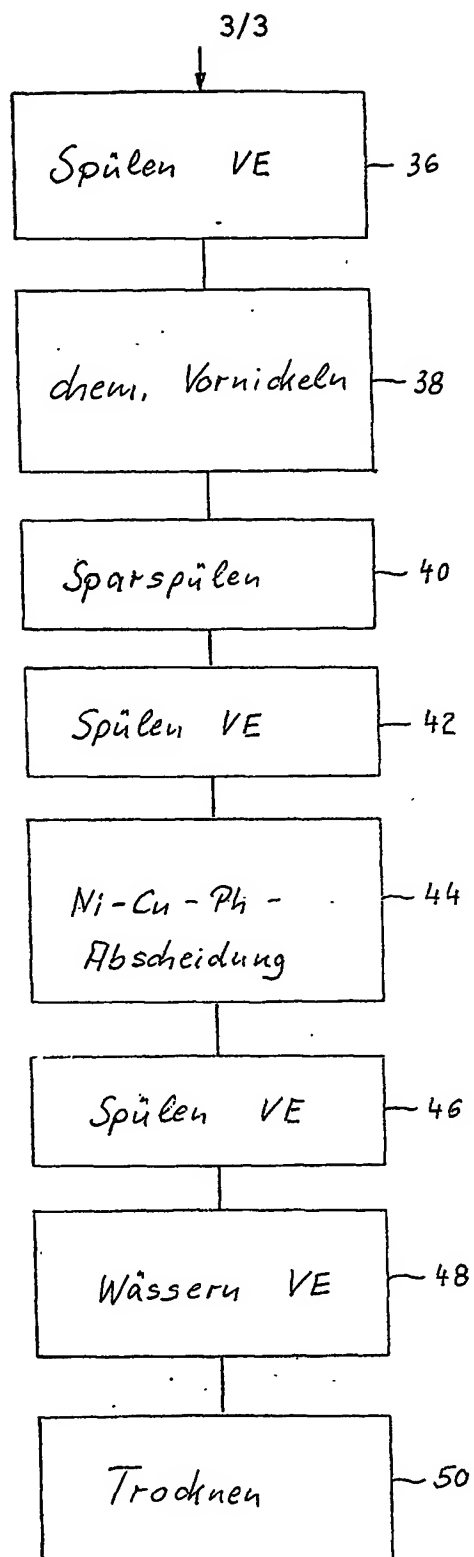 3/3
Spülen VE
36
chem. Vornickeln
38
Sparspülen
40
Spülen VE
42
Ni-Cu-Ph-
Abscheidung
44
Spülen VE
46
Wässern VE
48
Trocknen
50